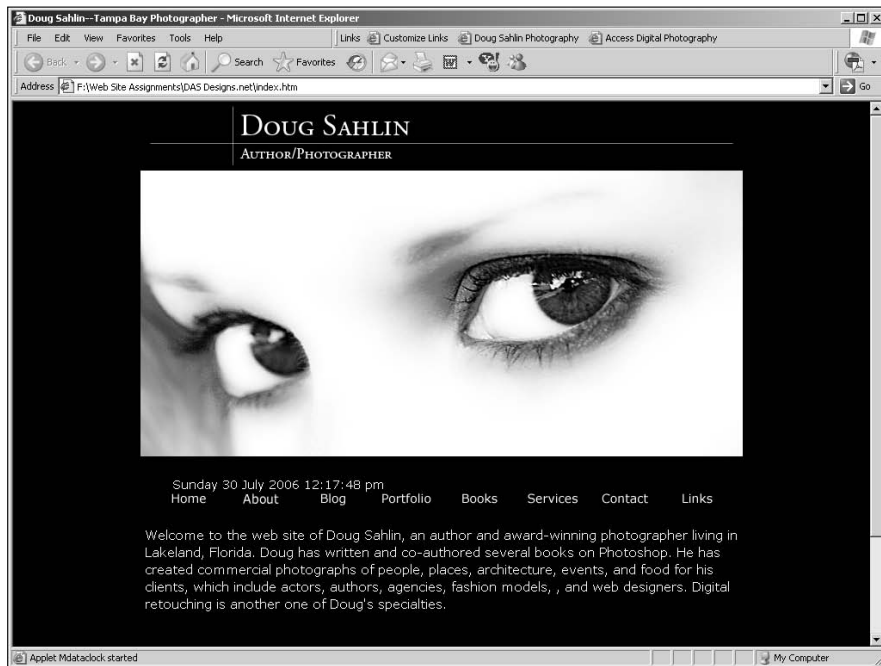 Doug Sahlin--Tampa Bay Photographer - Microsoft Internet Explorer
File Edit View Favorites Tools Help Links Customize Links Doug Sahlin Photography Access Digital Photography
Back Search Favorites
Address F:\Web Site Assignments\DAS Designs.net\index.htm Go
Doug Sahlin
Author/Photographer
Sunday 30 July 2006 12:17:48 pm
Home About Blog Portfolio Books Services Contact Links
Welcome to the web site of Doug Sahlin, an author and award-winning photographer living in
Lakeland, Florida. Doug has written and co-authored several books on Photoshop. He has
created commercial photographs of people, places, architecture, events, and food for his
clients, which include actors, authors, agencies, fashion models, , and web designers. Digital
retouching is another one of Doug's specialties.
Applet Mdataclock started My Computer